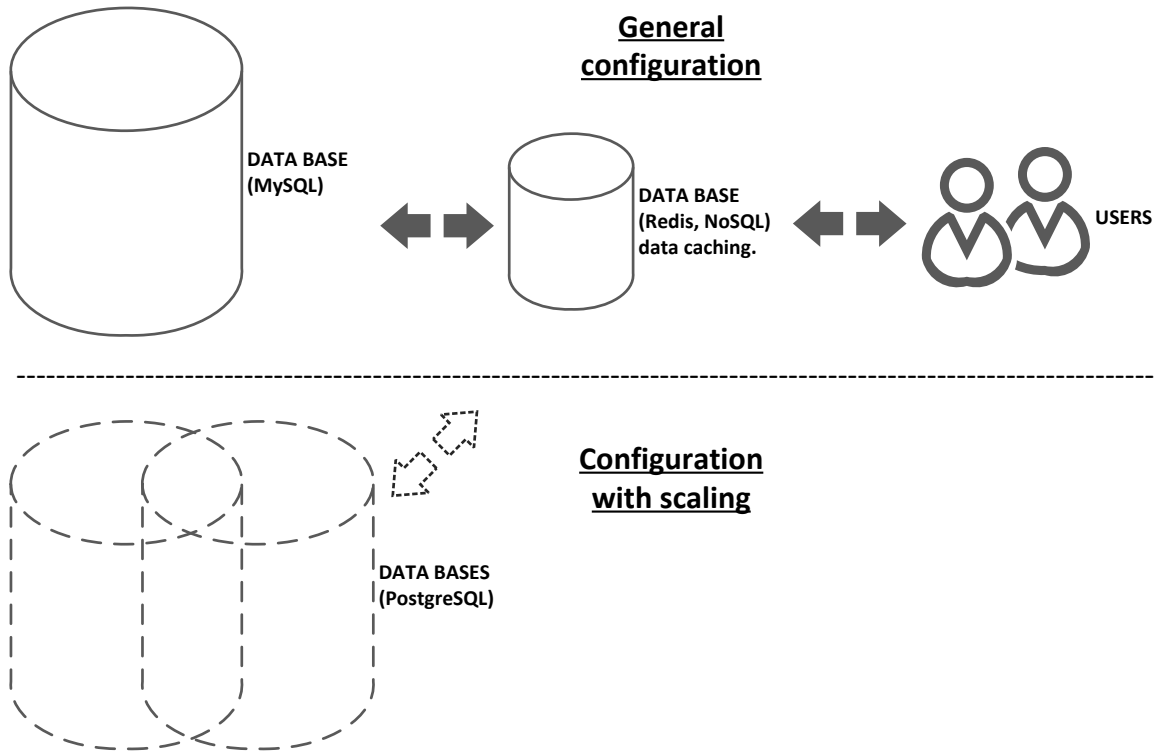 General
configuration
DATA BASE
(MySQL)
DATA BASE
(Redis, NoSQL)
data caching.
USERS
Configuration
with scaling
DATA BASES
(PostgreSQL)